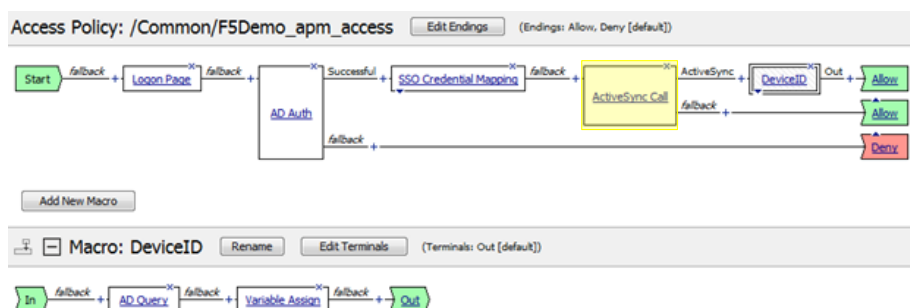 Access Policy: /Common/F5Demo_apm_access Edit Endings (Endings: Allow, Deny [default])
Start fallback + Logon Page fallback + AD Auth Successful + SSO Credential Mapping fallback + ActiveSync Call ActiveSync + DeviceID Out + Allow
fallback + Allow
fallback + Deny
Add New Macro
Macro: DeviceID Rename Edit Terminals (Terminals: Out [default])
In fallback + AD Query fallback + Variable Assign fallback + Out